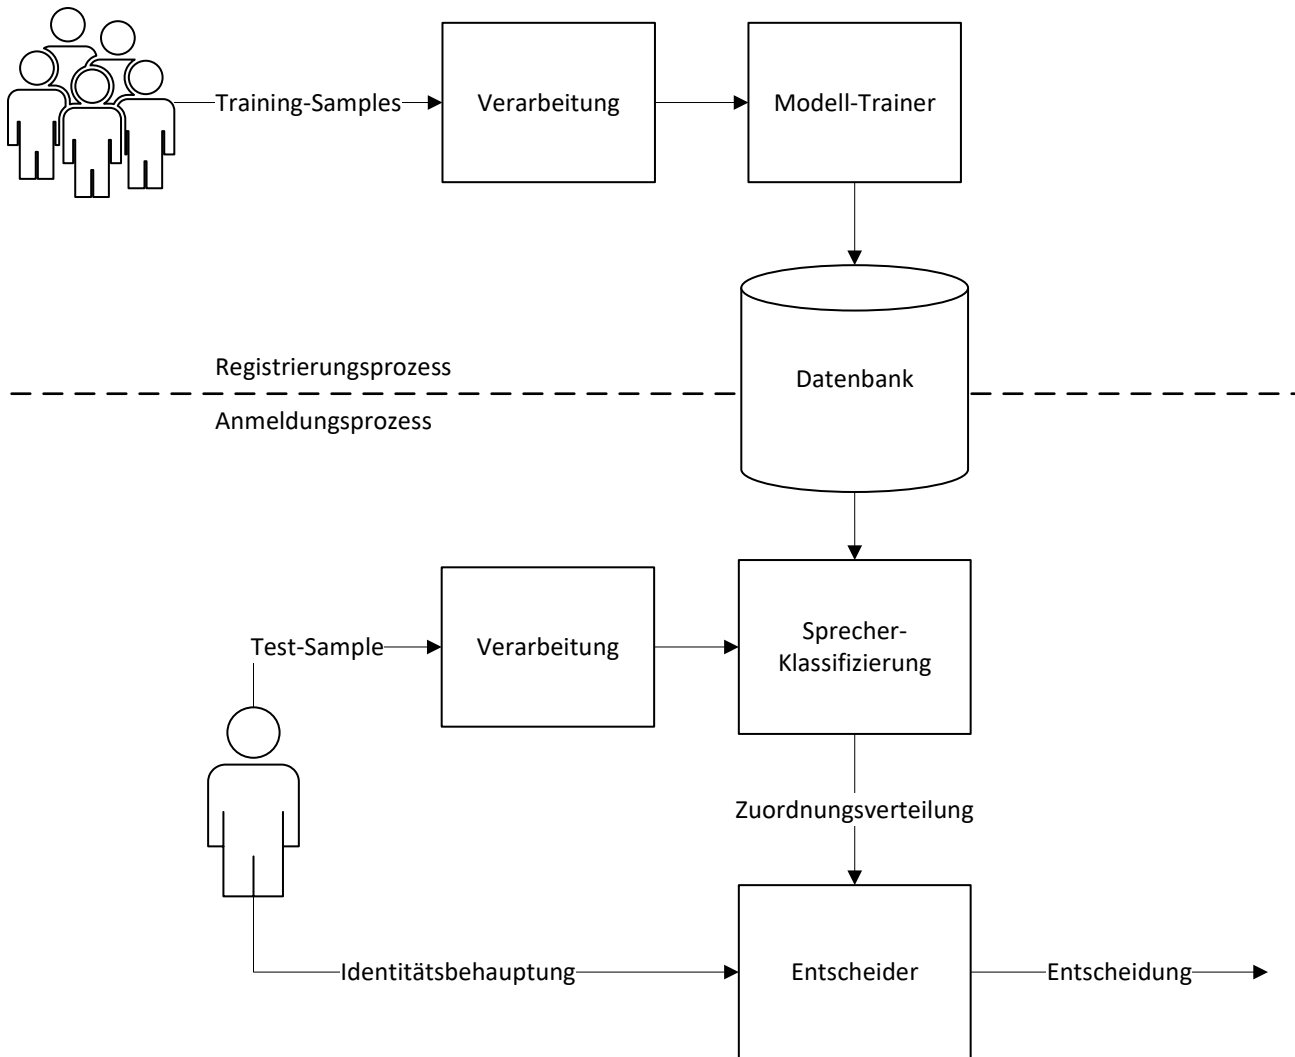 Training-Samples
Verarbeitung
Modell-Trainer
Registrierungsprozess
Datenbank
Anmeldungsprozess
Test-Sample
Verarbeitung
Sprecher-
Klassifizierung
Zuordnungsverteilung
Identitätsbehauptung
Entscheider
Entscheidung